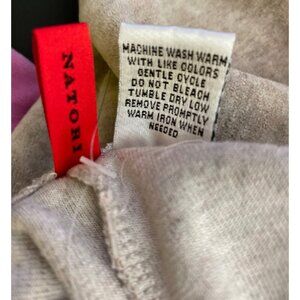 NATORI
MACHINE WASH WARM
WITH LIKE COLORS
GENTLE CYCLE
DO NOT BLEACH
TUMBLE DRY LOW
REMOVE PROMPTLY
WARM IRON WHEN
NEEDED